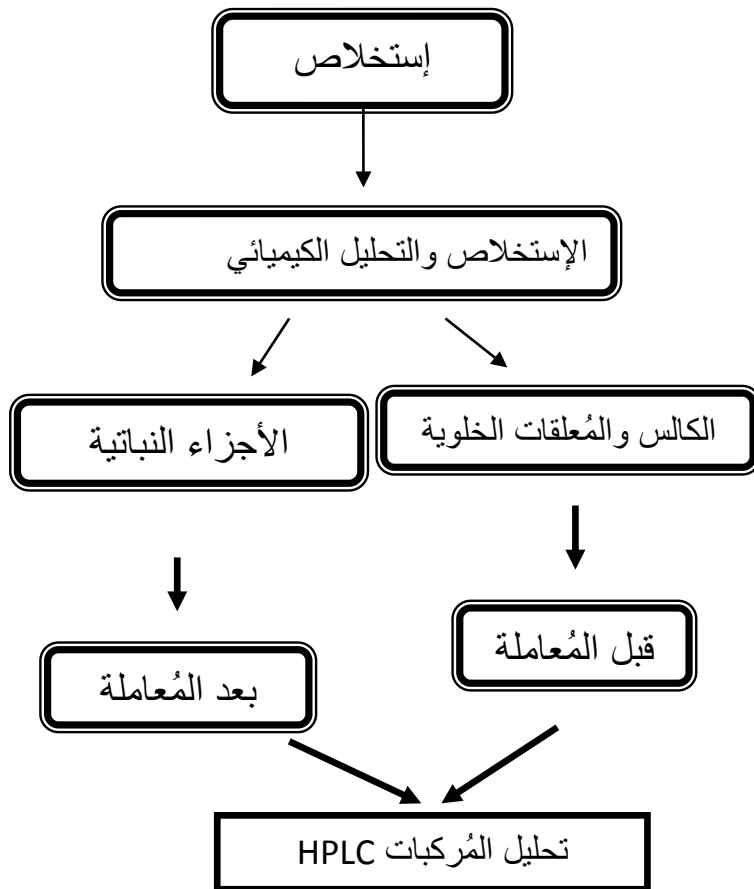 إستخلاص
الإستخلاص والتحليل الكيميائي
الكالس والمُعلقات الخلوية
الأجزاء النباتية
قبل المُعاملة
بعد المُعاملة
تحليل المُركبات HPLC